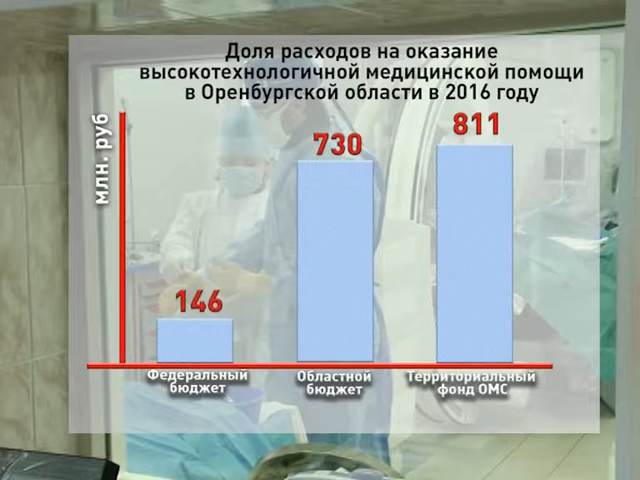 Доля расходов на оказание
высокотехнологичной медицинской помощи
в Оренбургской области в 2016 году
млн. руб
146
730
811
Федеральный
бюджет
Областной
бюджет
Территориальный
фонд ОМС